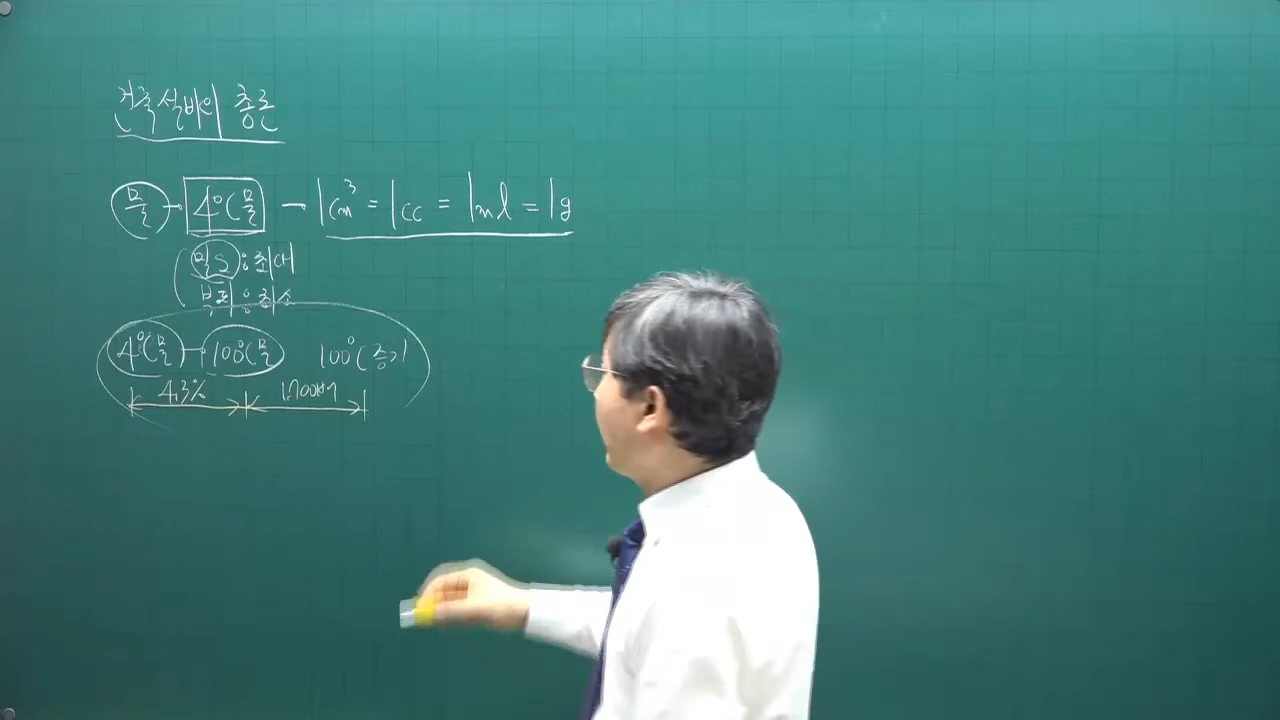 건축설비의 총론
물 - 4°C물 - 1cm³ = 1cc = 1ml = 1g
밀도 : 최대
부피 : 최소
4°C물 - 100°C물 100°C증기
4.3% 1,700배